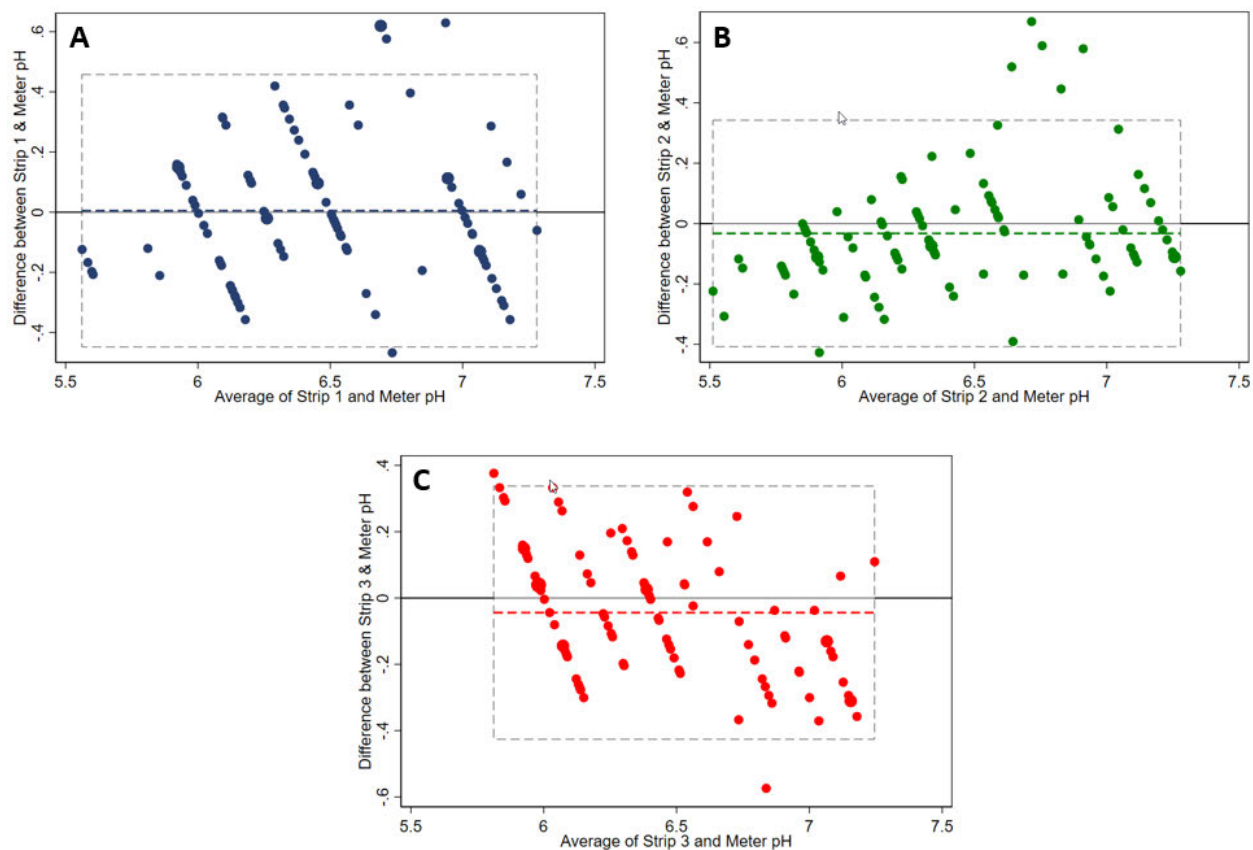 A
Difference between Strip 1 & Meter pH
.6
.4
.2
0
-.2
-.4
5.5 6 6.5 7 7.5
Average of Strip 1 and Meter pH
B
Difference between Strip 2 & Meter pH
.6
.4
.2
0
-.2
-.4
5.5 6 6.5 7 7.5
Average of Strip 2 and Meter pH
C
Difference between Strip 3 & Meter pH
.4
.2
0
-.2
-.4
-.6
5.5 6 6.5 7 7.5
Average of Strip 3 and Meter pH